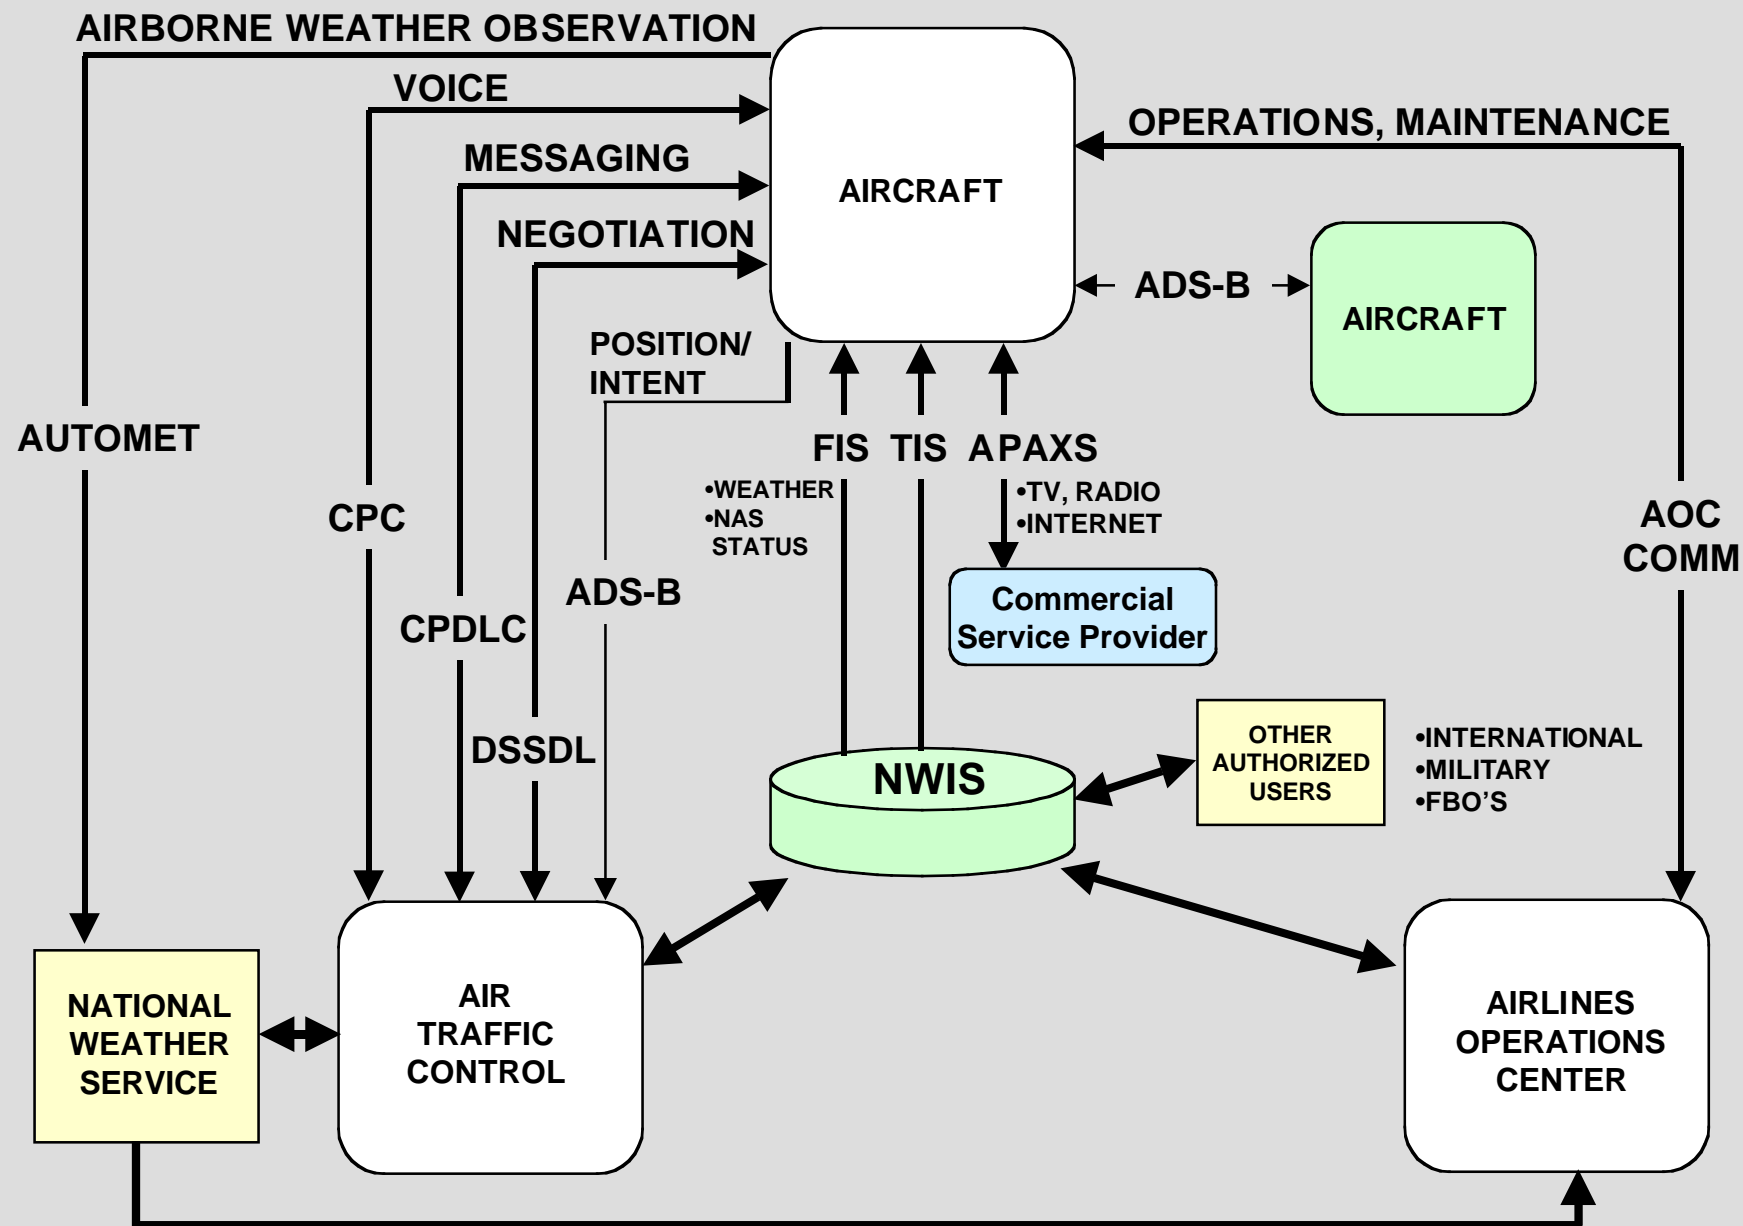 AIRBORNE WEATHER OBSERVATION
VOICE
MESSAGING
NEGOTIATION
POSITION/
INTENT
AIRCRAFT
OPERATIONS, MAINTENANCE
ADS-B
AIRCRAFT
AUTOMET
CPC
CPDLC
DSSDL
ADS-B
FIS
•WEATHER
•NAS
STATUS
TIS
APAXS
•TV, RADIO
•INTERNET
Commercial
Service Provider
AOC
COMM
NWIS
OTHER
AUTHORIZED
USERS
•INTERNATIONAL
•MILITARY
•FBO’S
NATIONAL
WEATHER
SERVICE
AIR
TRAFFIC
CONTROL
AIRLINES
OPERATIONS
CENTER